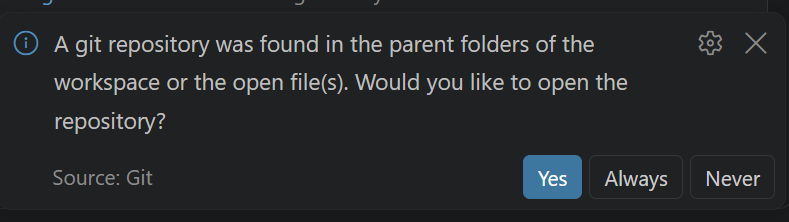 A git repository was found in the parent folders of the
workspace or the open file(s). Would you like to open the
repository?
Source: Git
Yes
Always
Never